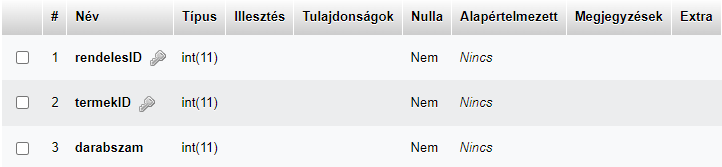 # Név Típus Illesztés Tulajdonságok Nulla Alapértelmezett Megjegyzések Extra
1 rendelesID int(11) Nem Nincs
2 termekID int(11) Nem Nincs
3 darabszam int(11) Nem Nincs